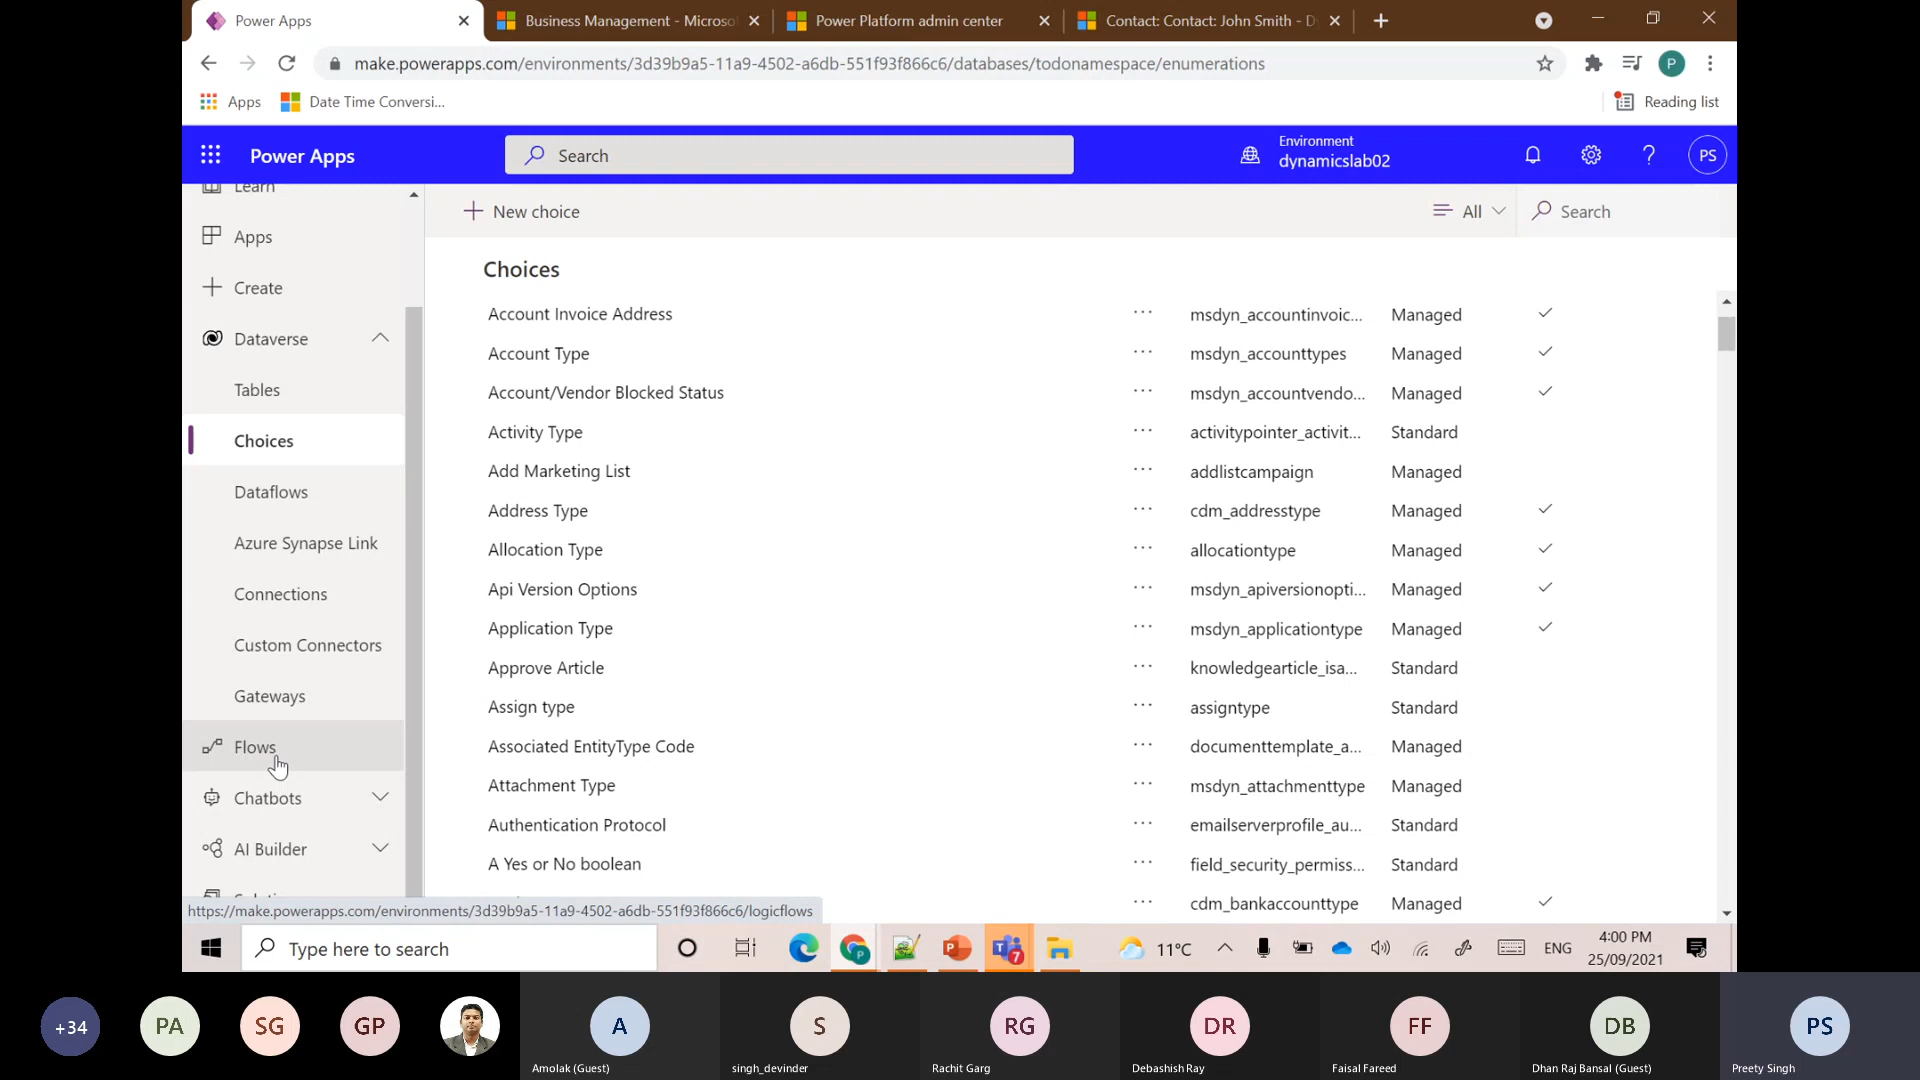 Power Apps
Business Management - Microso
Power Platform admin center
Contact: Contact: John Smith - D
make.powerapps.com/environments/3d39b9a5-11a9-4502-a6db-551f93f866c6/databases/todonamespace/enumerations
P
Apps
Date Time Conversi...
Reading list
Power Apps
Search
Environment
dynamicslab02
PS
Learn
Apps
Create
Dataverse
Tables
Choices
Dataflows
Azure Synapse Link
Connections
Custom Connectors
Gateways
Flows
Chatbots
AI Builder
New choice
All
Search
Choices
Account Invoice Address ... msdyn_accountinvoic... Managed
Account Type ... msdyn_accounttypes Managed
Account/Vendor Blocked Status ... msdyn_accountvendo... Managed
Activity Type ... activitypointer_activit... Standard
Add Marketing List ... addlistcampaign Managed
Address Type ... cdm_addresstype Managed
Allocation Type ... allocationtype Managed
Api Version Options ... msdyn_apiversionopti... Managed
Application Type ... msdyn_applicationtype Managed
Approve Article ... knowledgearticle_isa... Standard
Assign type ... assigntype Standard
Associated EntityType Code ... documenttemplate_a... Managed
Attachment Type ... msdyn_attachmenttype Managed
Authentication Protocol ... emailserverprofile_au... Standard
A Yes or No boolean ... field_security_permiss... Standard
... cdm_bankaccounttype Managed
https://make.powerapps.com/environments/3d39b9a5-11a9-4502-a6db-551f93f866c6/logicflows
Type here to search
7
11°C
ENG
4:00 PM
25/09/2021
+34
PA
SG
GP
A
Amolak (Guest)
S
singh_devinder
RG
Rachit Garg
DR
Debashish Ray
FF
Faisal Fareed
DB
Dhan Raj Bansal (Guest)
PS
Preety Singh